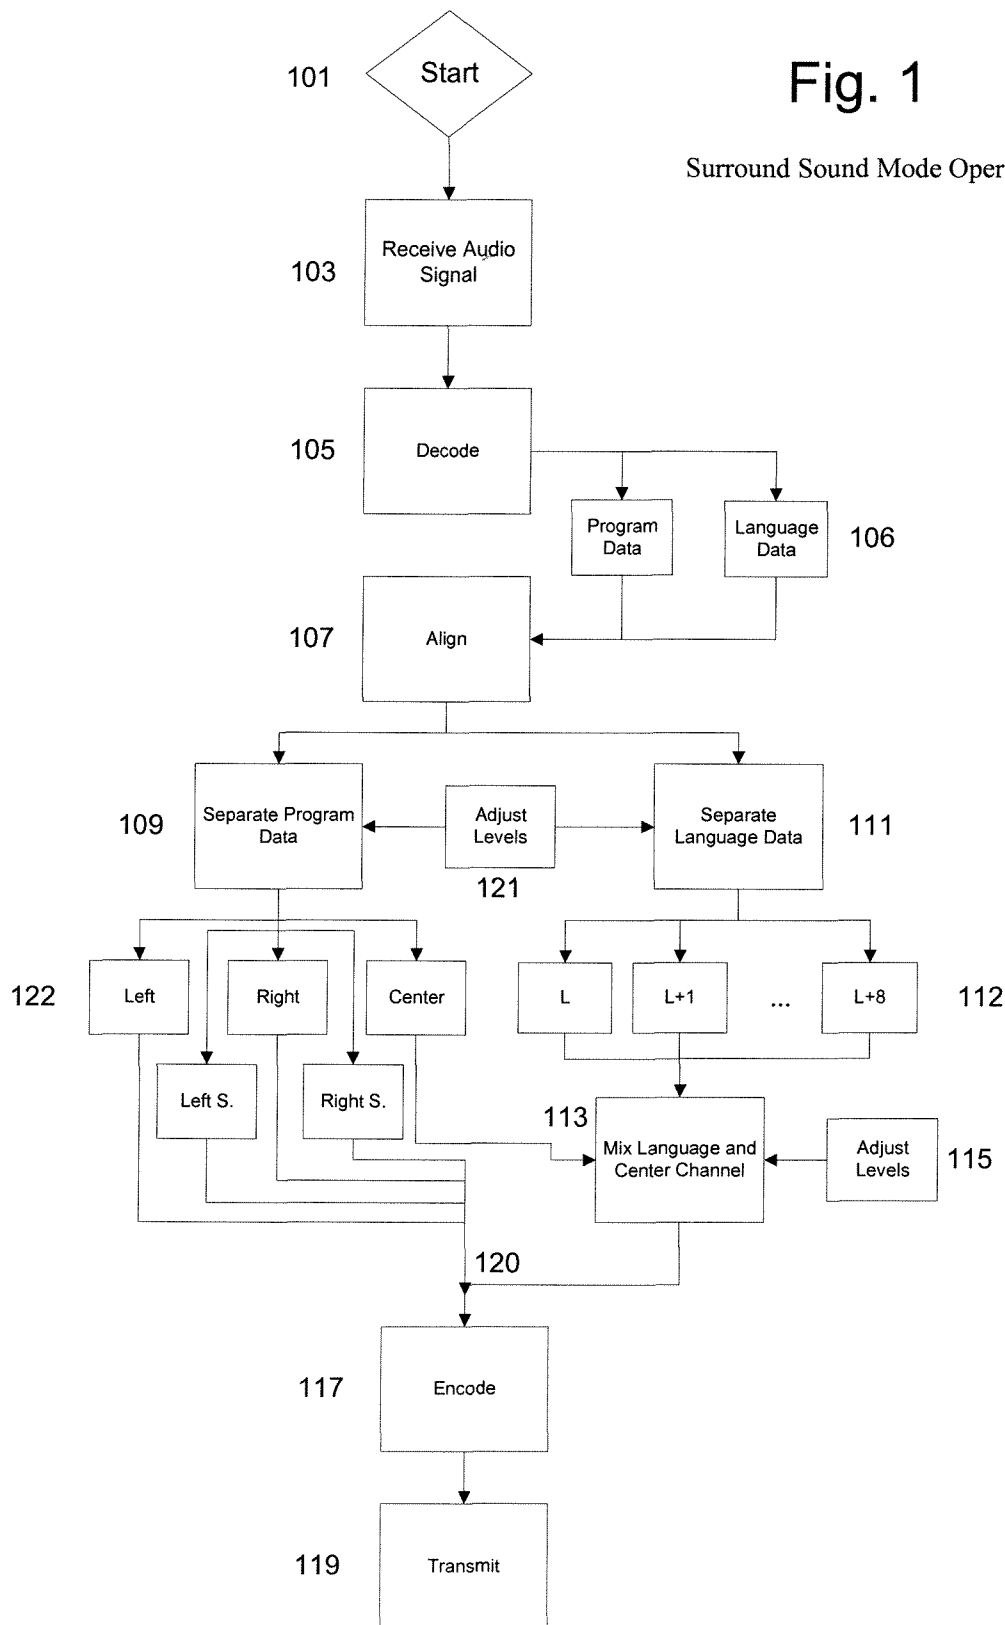 Fig. 1
Surround Sound Mode Oper
101
Start
103
Receive Audio
Signal
105
Decode
Program
Data
Language
Data
106
107
Align
109
Separate Program
Data
Adjust
Levels
121
Separate
Language Data
111
122
Left
Right
Center
L
L+1
...
L+8
112
Left S.
Right S.
113
Mix Language and
Center Channel
Adjust
Levels
115
120
117
Encode
119
Transmit